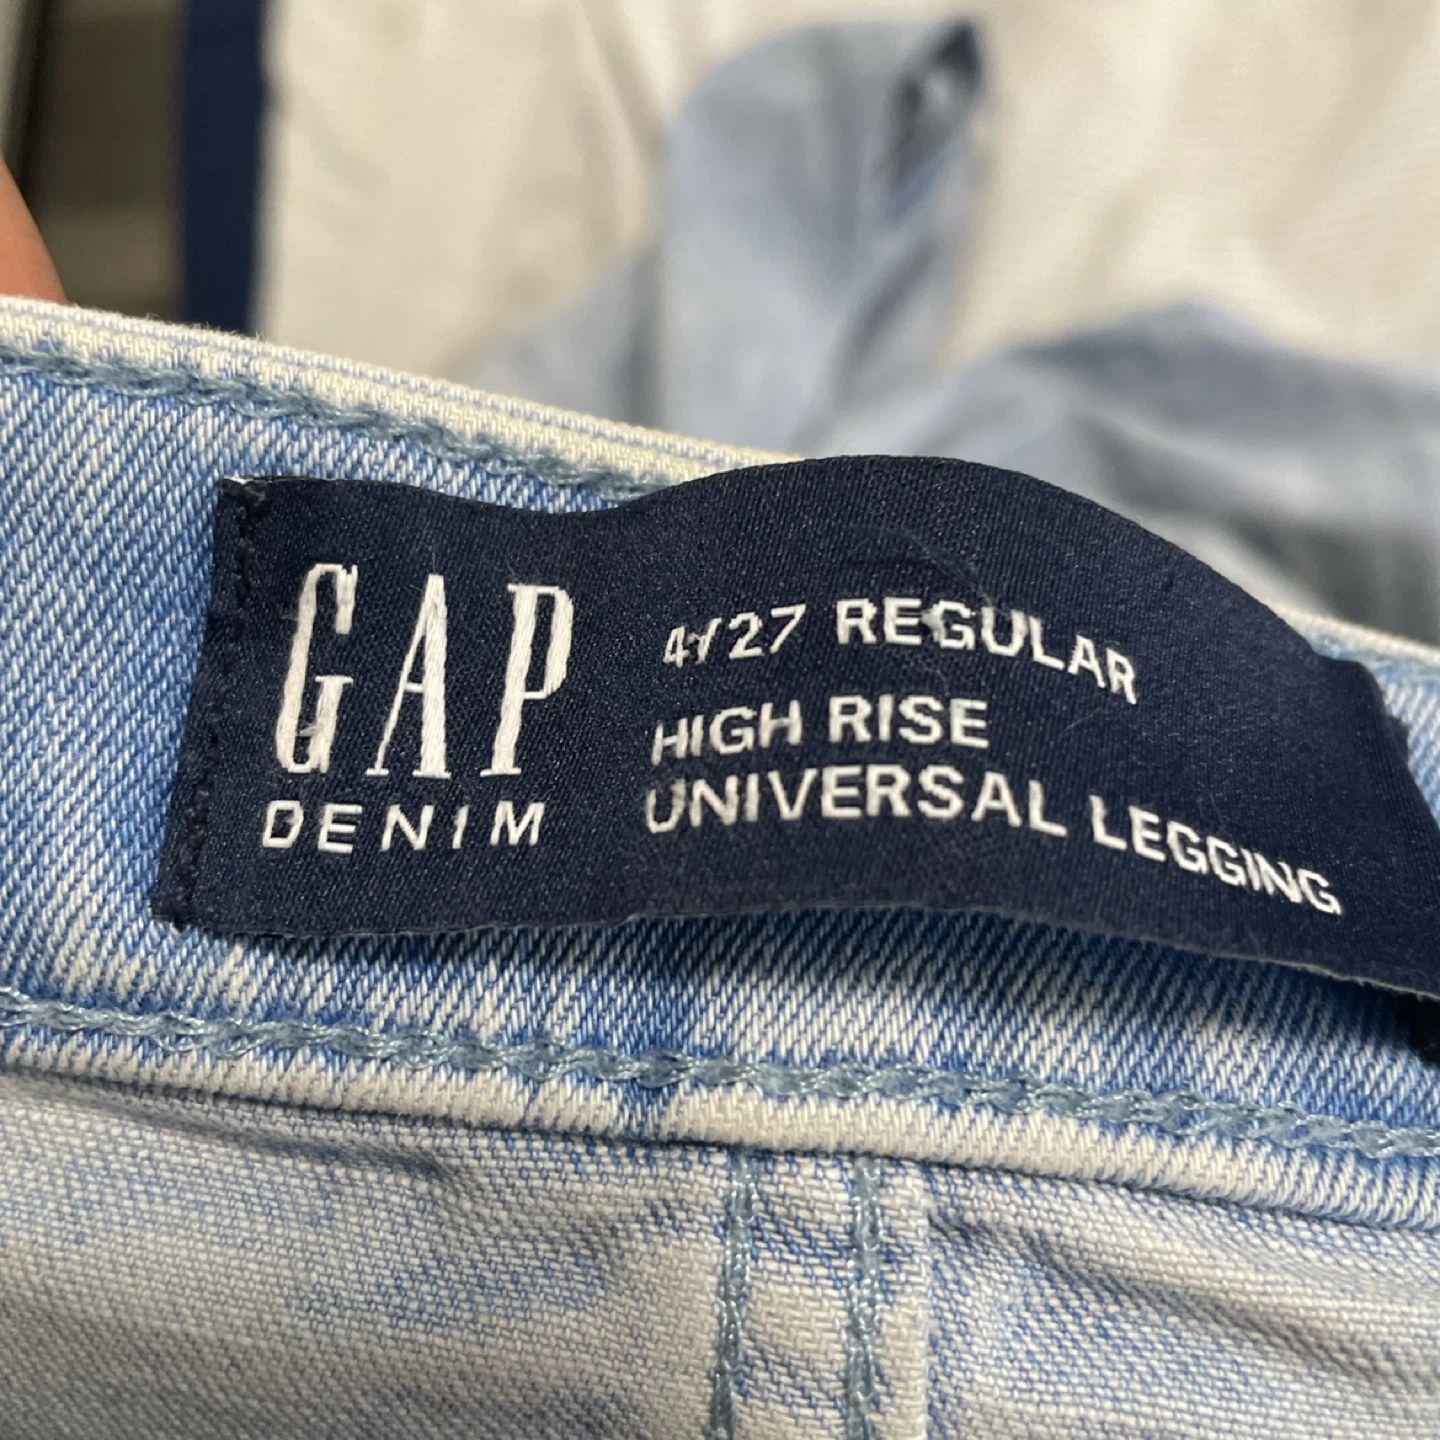 GAP
DENIM
4/27 REGULAR
HIGH RISE
UNIVERSAL LEGGING